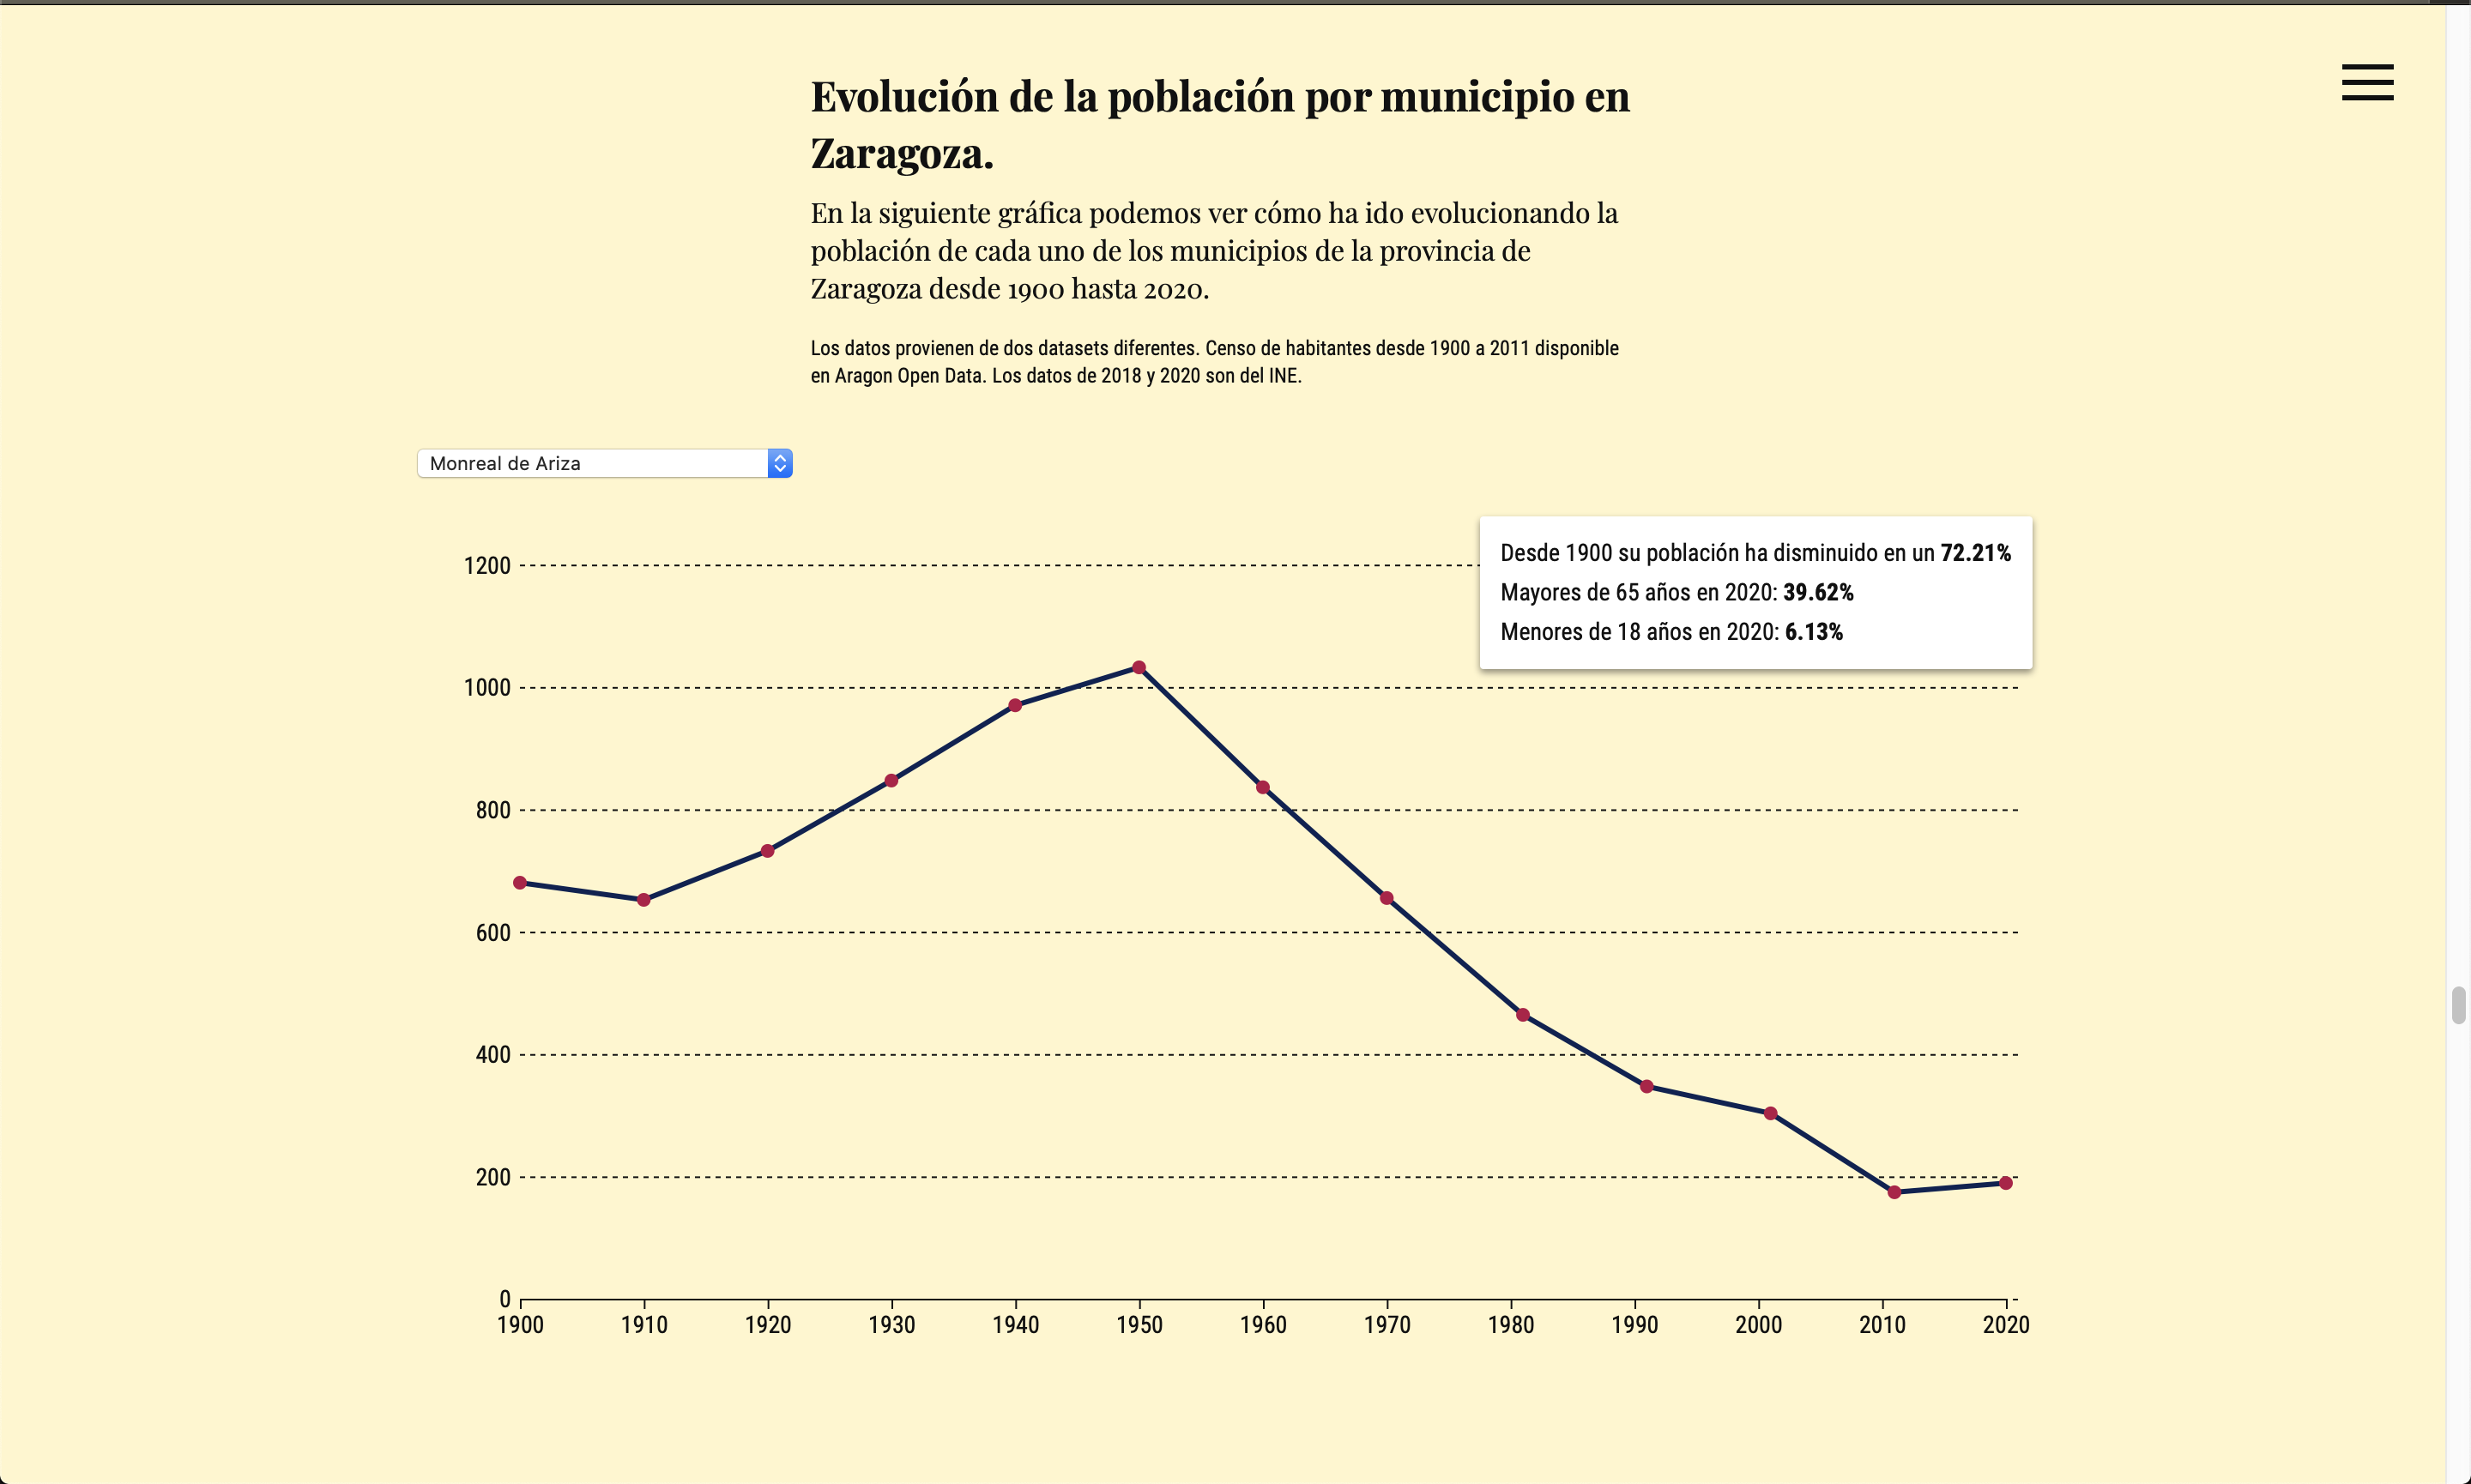 Evolución de la población por municipio en
Zaragoza.
En la siguiente gráfica podemos ver cómo ha ido evolucionando la
población de cada uno de los municipios de la provincia de
Zaragoza desde 1900 hasta 2020.
Los datos provienen de dos datasets diferentes. Censo de habitantes desde 1900 a 2011 disponible
en Aragon Open Data. Los datos de 2018 y 2020 son del INE.
Monreal de Ariza
Desde 1900 su población ha disminuido en un 72.21%
Mayores de 65 años en 2020: 39.62%
Menores de 18 años en 2020: 6.13%
1200
1000
800
600
400
200
0
1900 1910 1920 1930 1940 1950 1960 1970 1980 1990 2000 2010 2020